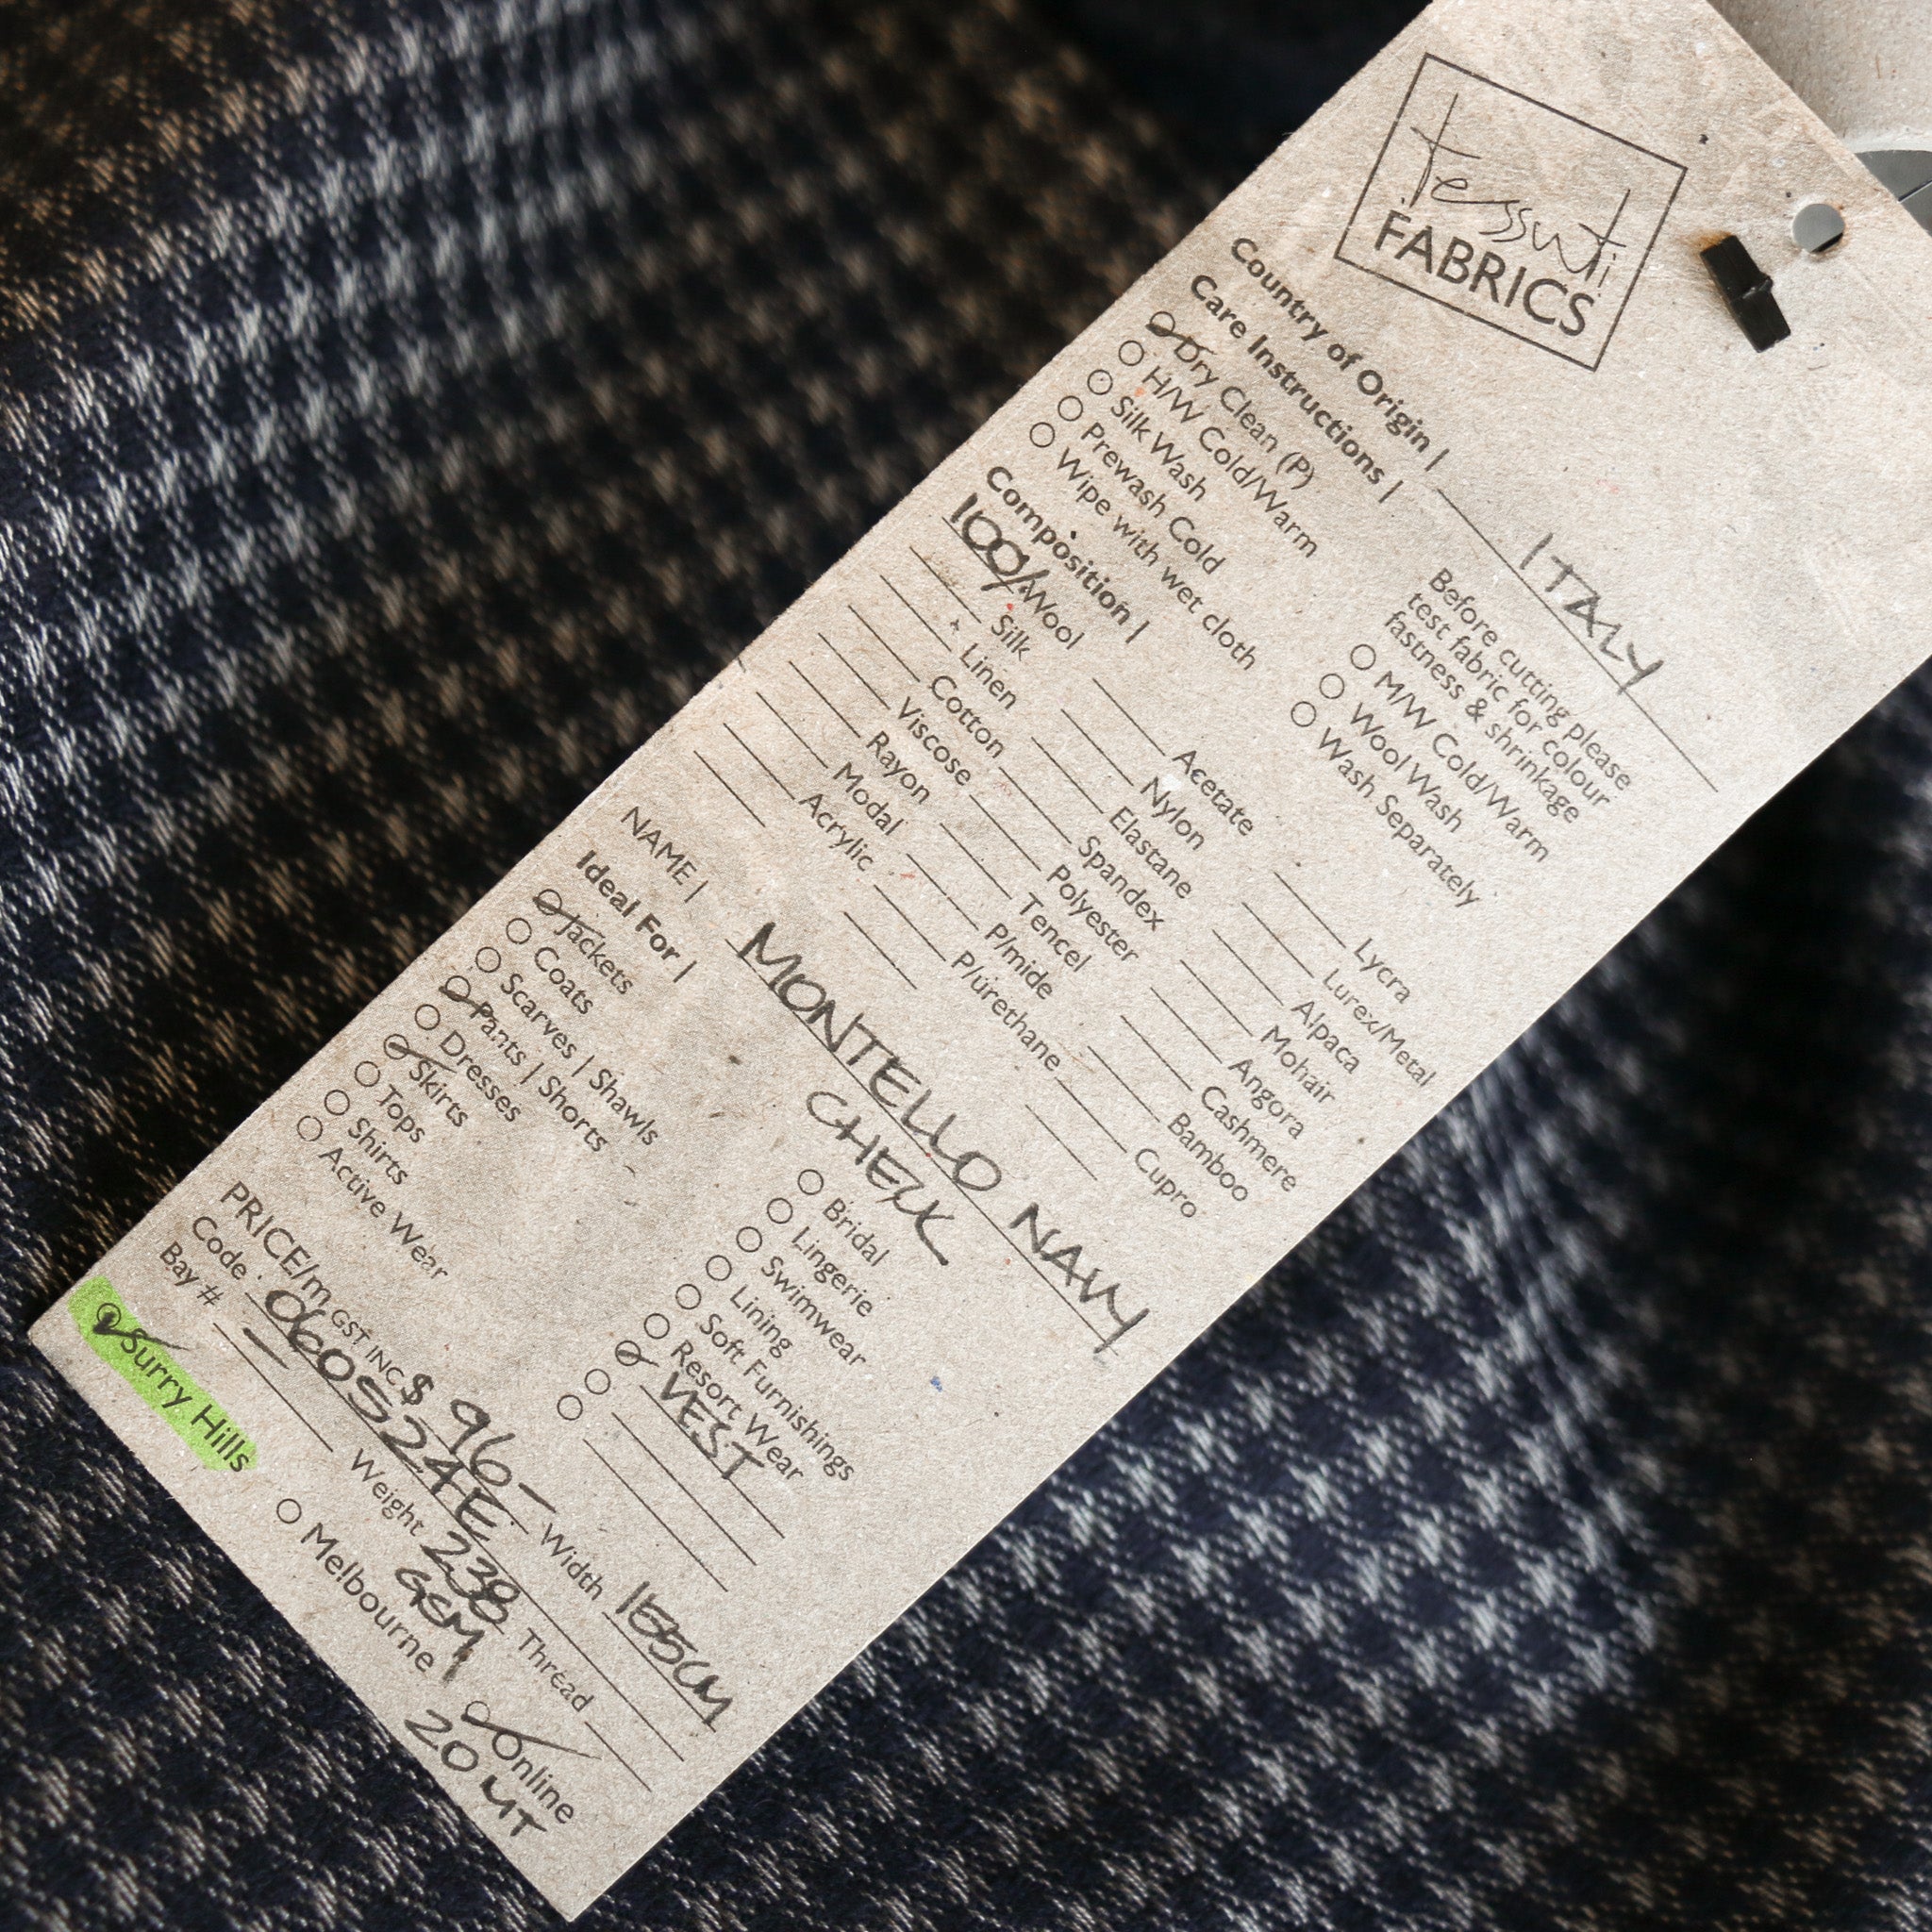 tessuti
FABRICS
Country of Origin | ITALY
Care Instructions |
Before cutting please
test fabric for colour
fastness & shrinkage
Dry Clean (P)
H/W Cold/Warm
Silk Wash
Prewash Cold
Wipe with wet cloth
M/W Cold/Warm
Wool Wash
Wash Separately
Composition |
100% Wool
Silk
Linen
Cotton
Viscose
Rayon
Modal
Acrylic
Acetate
Nylon
Elastane
Spandex
Polyester
Tencel
P/mide
P/urethane
Lycra
Lurex/Metal
Alpaca
Mohair
Angora
Cashmere
Bamboo
Cupro
NAME | MONTELLO NAVY
CHECK
Ideal For |
Jackets
Coats
Scarves | Shawls
Pants | Shorts
Dresses
Skirts
Tops
Shirts
Active Wear
Bridal
Lingerie
Swimwear
Lining
Soft Furnishings
Resort Wear
VEST
PRICE/m GST INC $ 96- Width 155CM
Code: 060524E
Bay # Weight 238 GSM Thread
Surry Hills Melbourne Online
20 MT